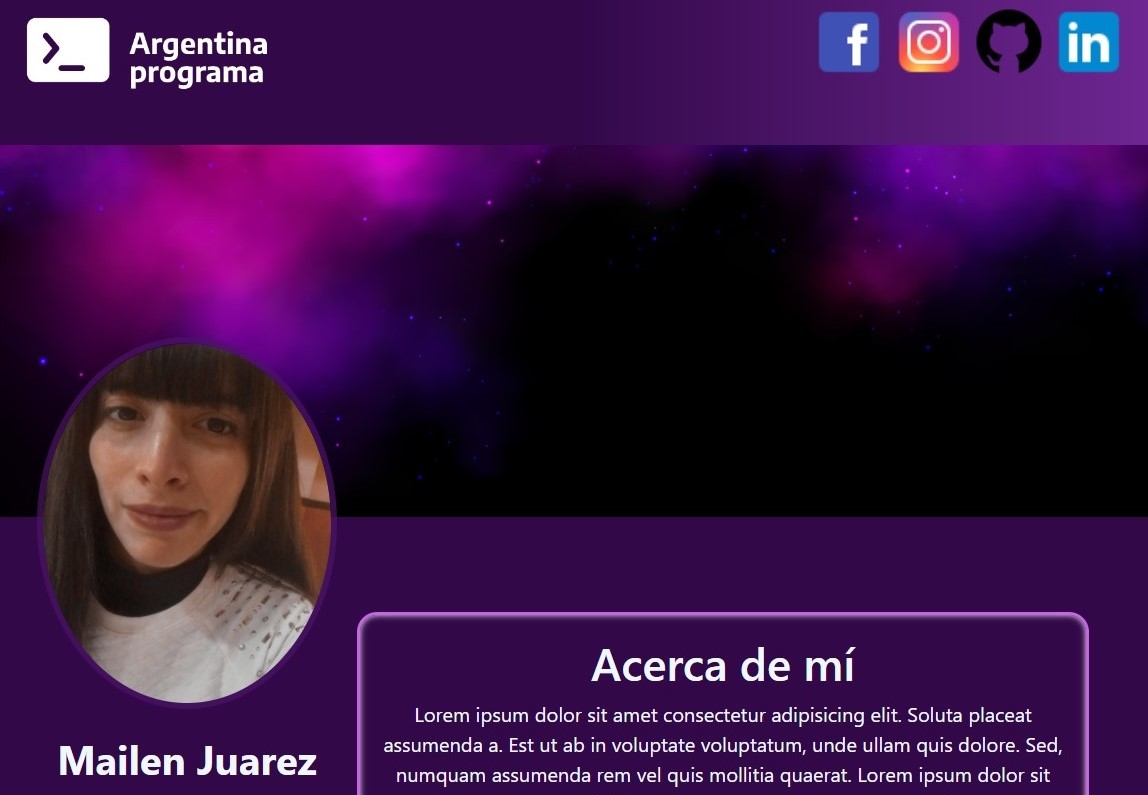 Argentina
programa
f
in
Mailen Juarez
Acerca de mí
Lorem ipsum dolor sit amet consectetur adipisicing elit. Soluta placeat
assumenda a. Est ut ab in voluptate voluptatum, unde ullam quis dolore. Sed,
numquam assumenda rem vel quis mollitia quaerat. Lorem ipsum dolor sit